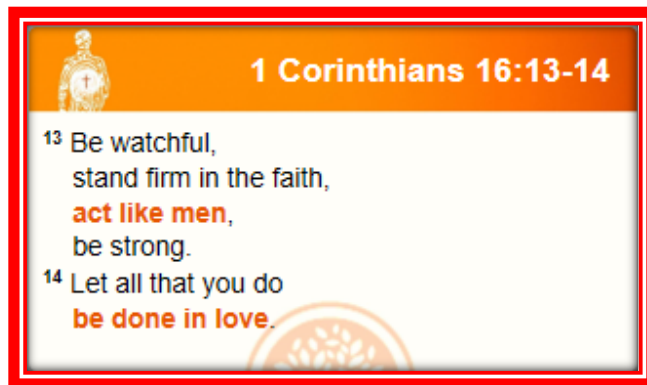 1 Corinthians 16:13-14
13 Be watchful,
stand firm in the faith,
act like men,
be strong.
14 Let all that you do
be done in love.